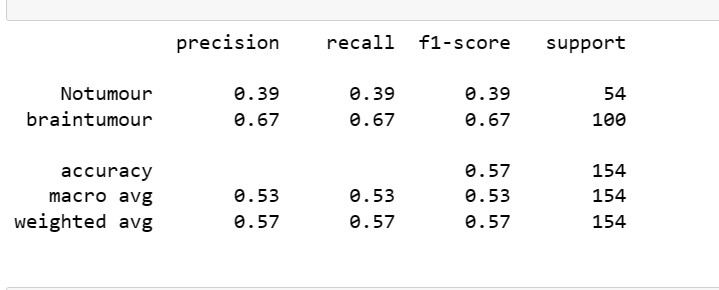 precision recall f1-score support
Notumour 0.39 0.39 0.39 54
braintumour 0.67 0.67 0.67 100
accuracy 0.57 154
macro avg 0.53 0.53 0.53 154
weighted avg 0.57 0.57 0.57 154